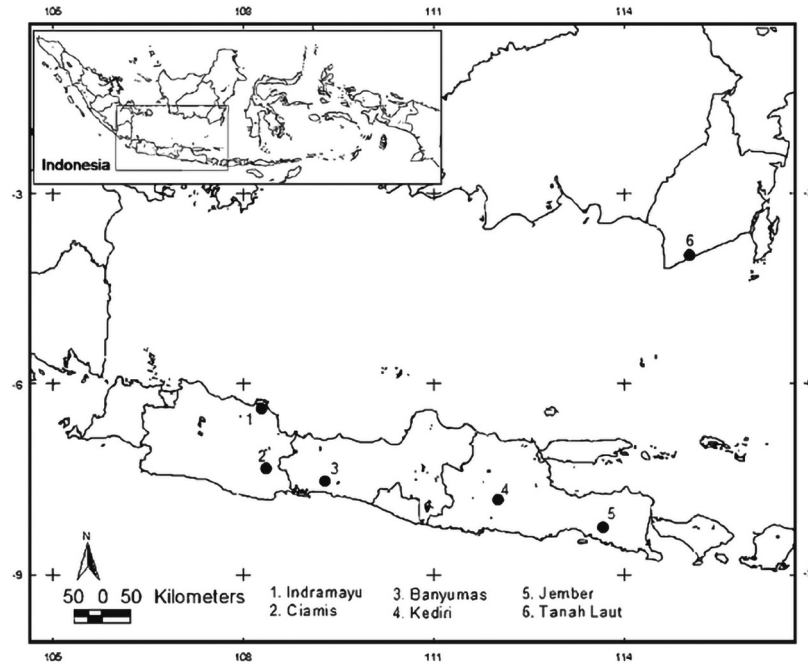 105 108 111 114
Indonesia
-3
6
-6
1
2
3
4
5
N
-9
50 0 50 Kilometers
1. Indramayu 3. Banyumas 5. Jember
2. Ciamis 4. Kediri 6. Tanah Laut
105 108 111 114